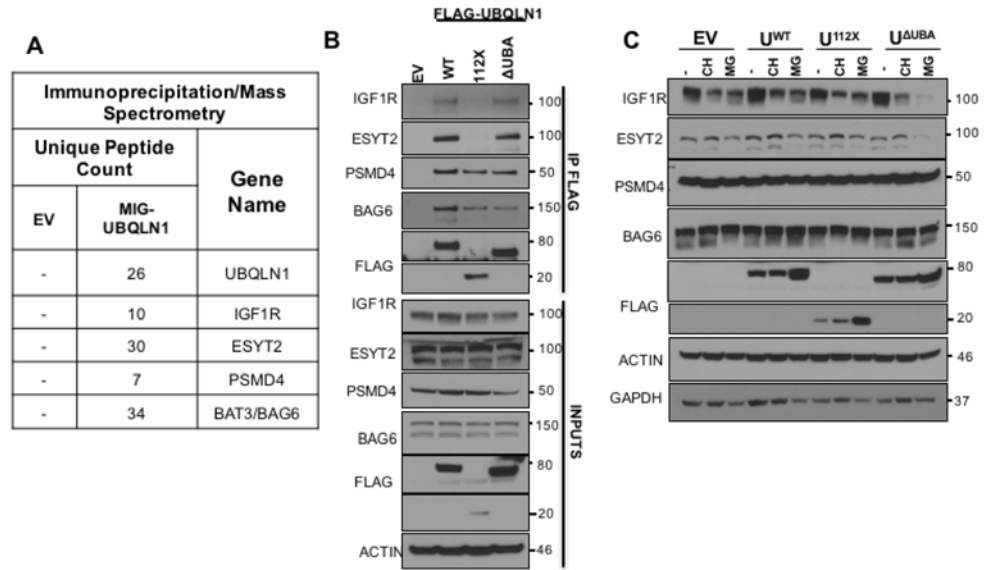 A
Immunoprecipitation/Mass
Spectrometry
Unique Peptide
Count
Gene
Name
EV
MIG-
UBQLN1
- 26 UBQLN1
- 10 IGF1R
- 30 ESYT2
- 7 PSMD4
- 34 BAT3/BAG6
B
FLAG-UBQLN1
EV WT 112X ΔUBA
IGF1R 100
ESYT2 100
PSMD4 50
BAG6 150
80
FLAG
20
IP FLAG
IGF1R 100
ESYT2 100
PSMD4 50
BAG6 150
FLAG 80
20
ACTIN 46
INPUTS
C
EV UWT U112X UΔUBA
- CH MG - CH MG - CH MG - CH MG
IGF1R 100
ESYT2 100
PSMD4 50
BAG6 150
80
FLAG
20
ACTIN 46
GAPDH 37